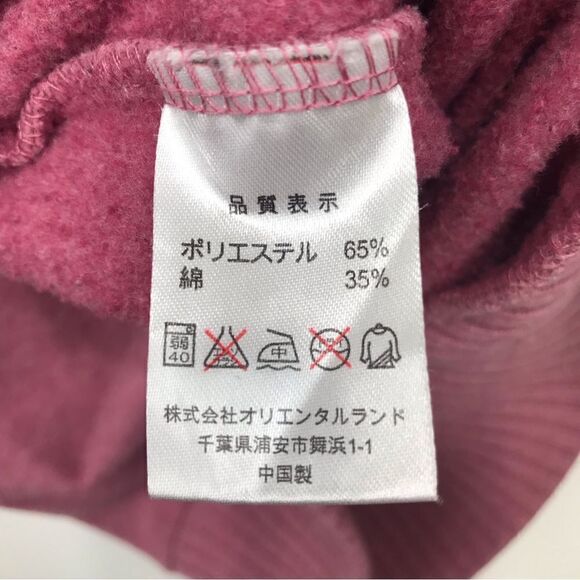 品質表示
ポリエステル 65%
綿 35%
弱 40 中
株式会社オリエンタルランド
千葉県浦安市舞浜1-1
中国製